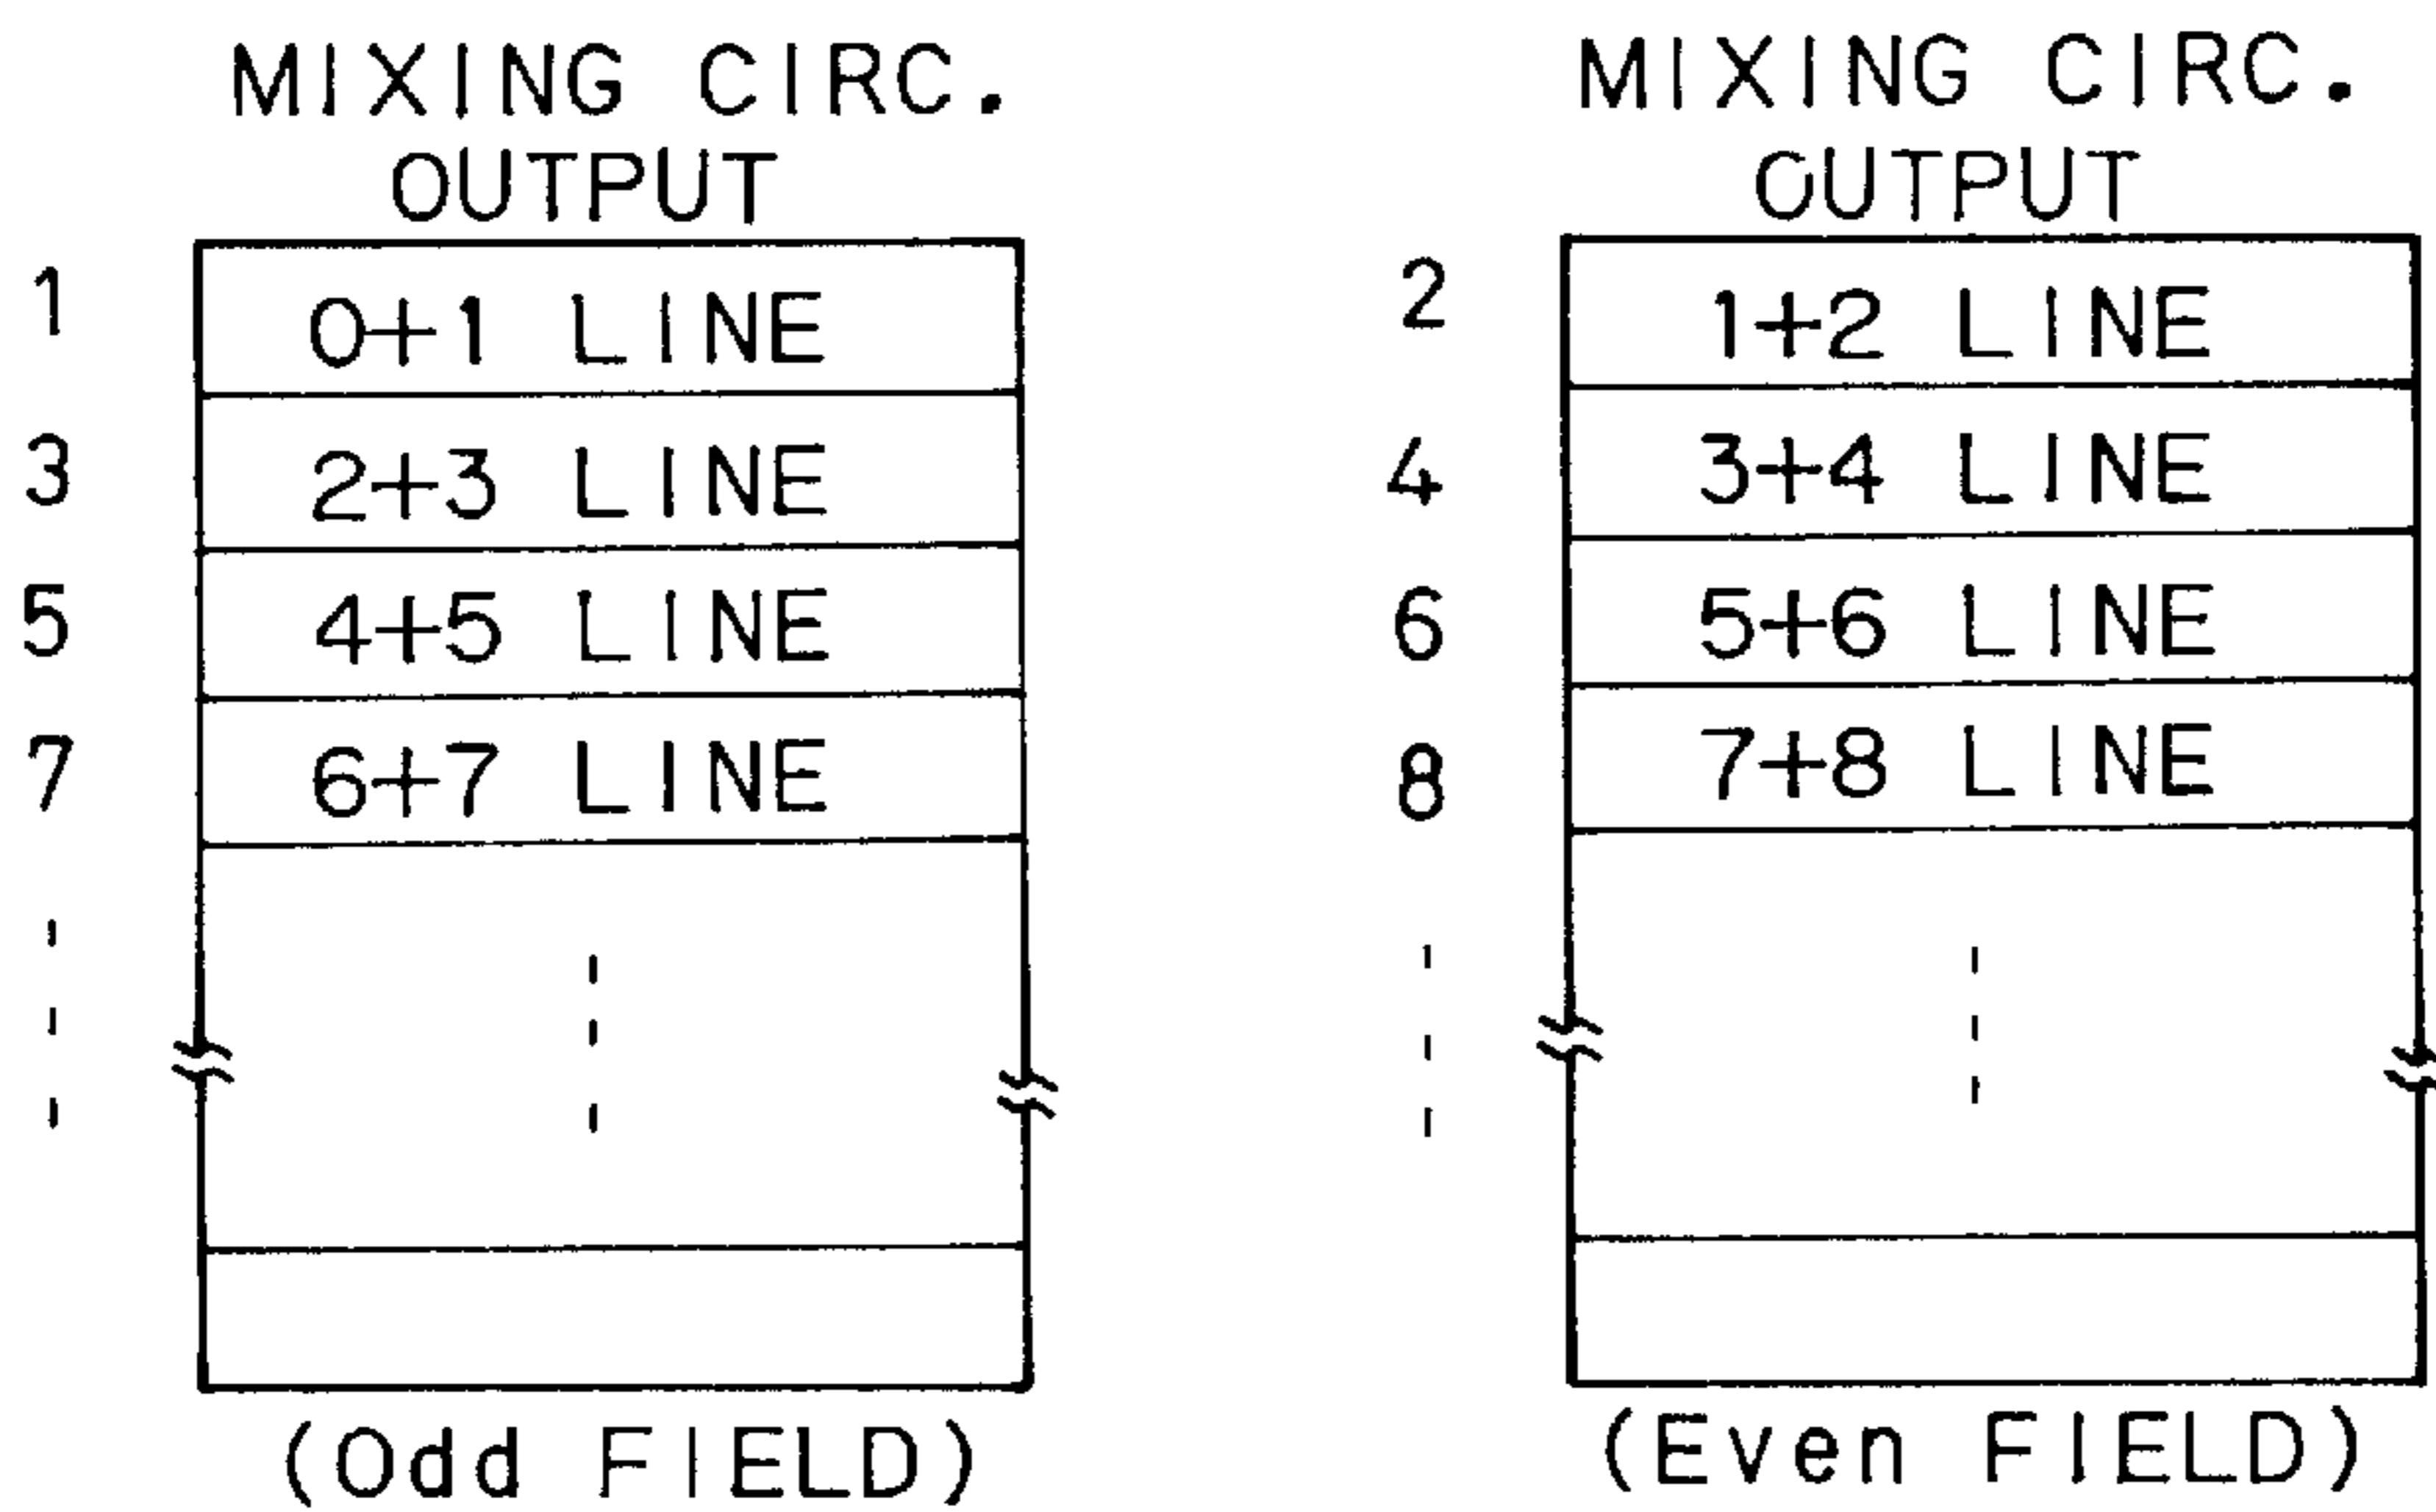 MIXING CIRC.
OUTPUT
1 0+1 LINE
3 2+3 LINE
5 4+5 LINE
7 6+7 LINE
(Odd FIELD)
MIXING CIRC.
OUTPUT
2 1+2 LINE
4 3+4 LINE
6 5+6 LINE
8 7+8 LINE
(Even FIELD)